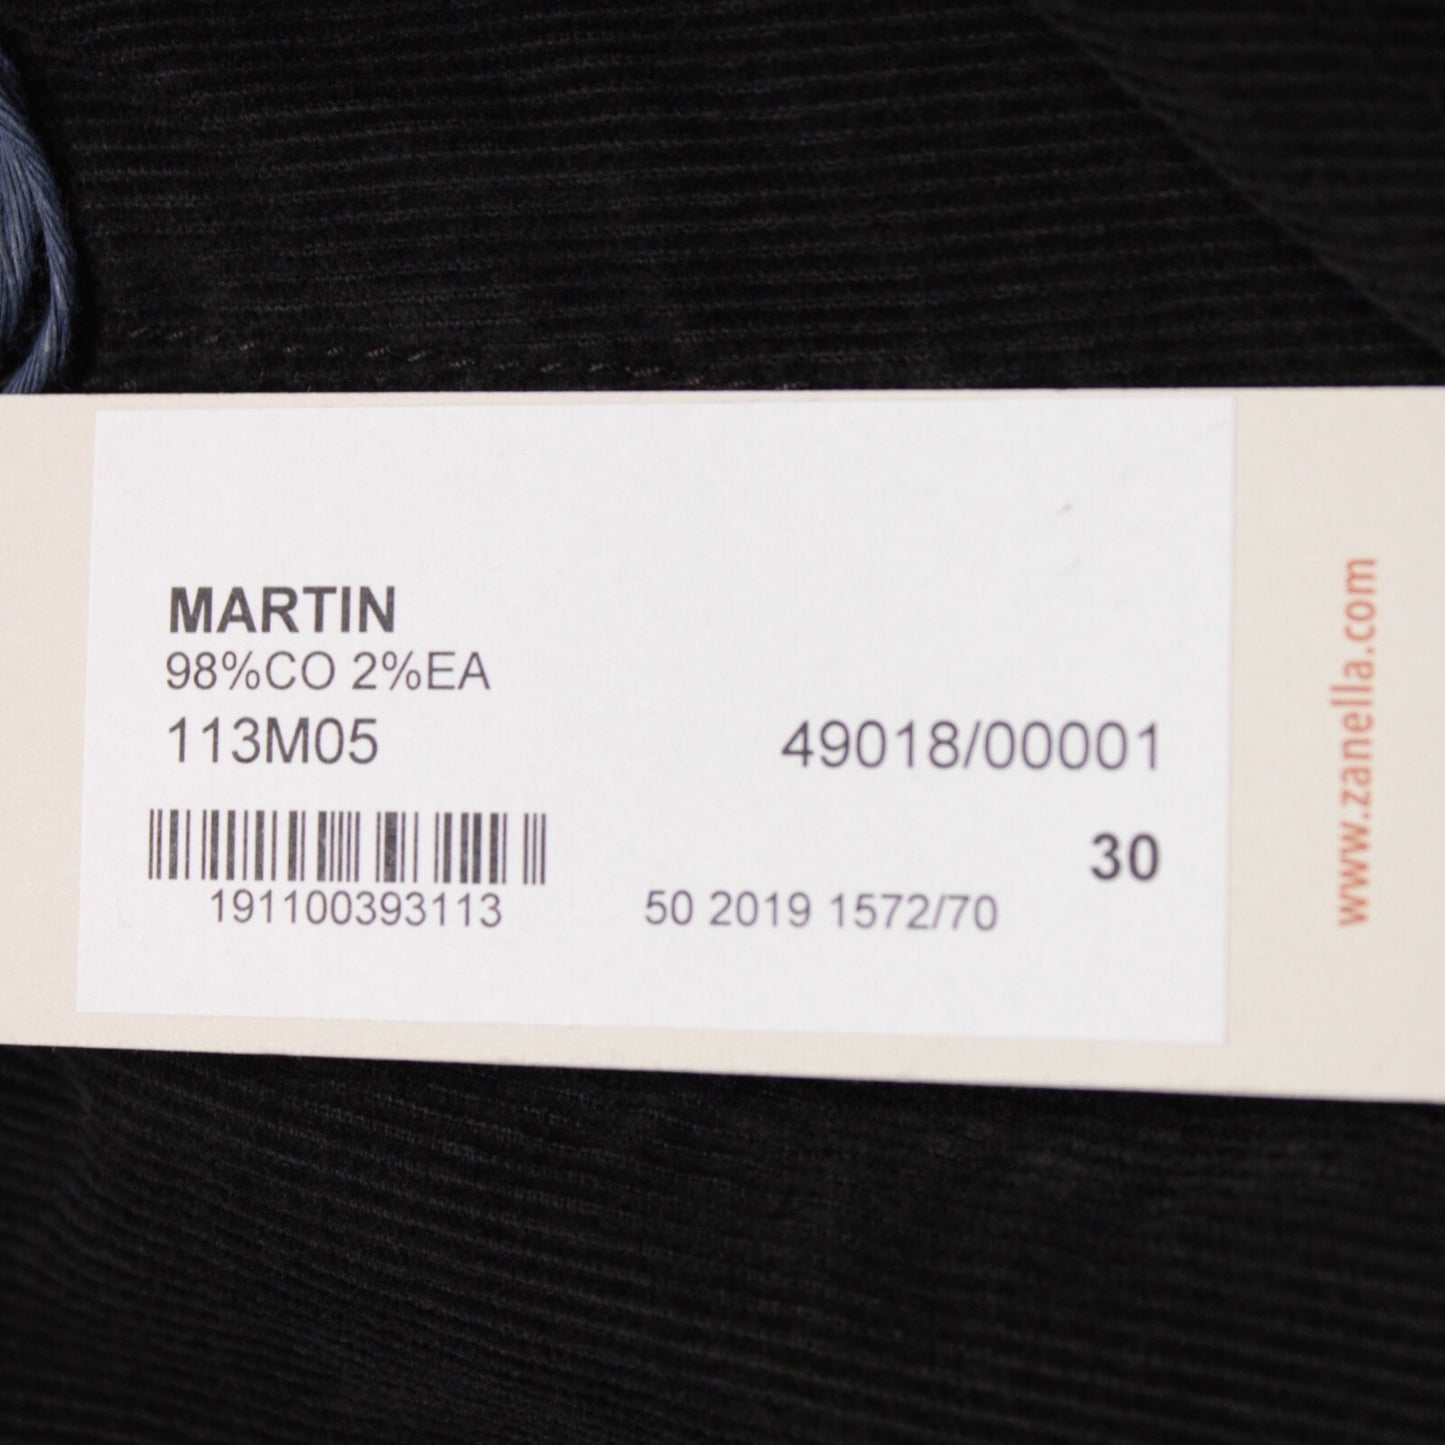 MARTIN
98%CO 2%EA
113M05
49018/00001
30
191100393113
50 2019 1572/70
www.zanella.com